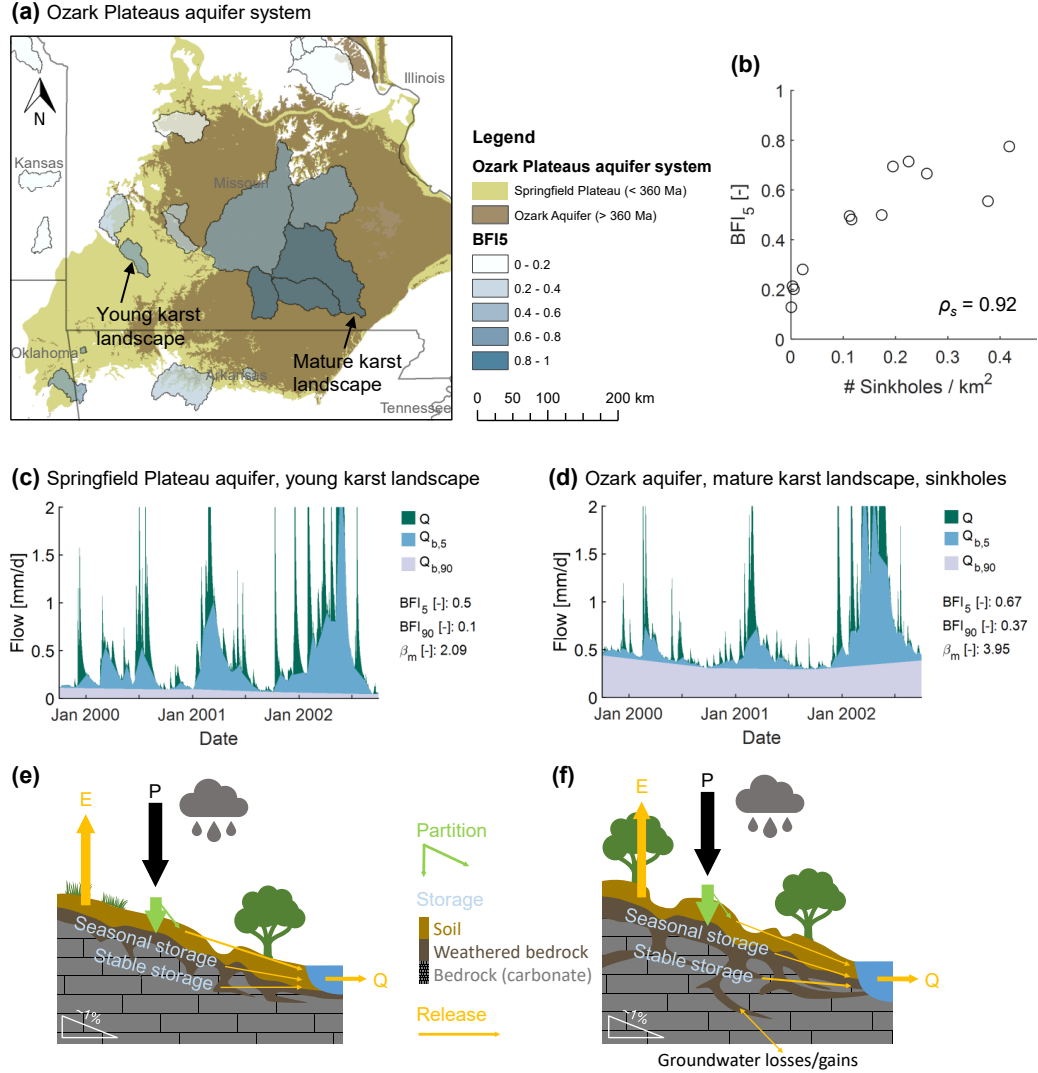 (a) Ozark Plateaus aquifer system
Illinois
N
Kansas
Missouri
Young karst
landscape
Oklahoma
Mature karst
landscape
Arkansas
Tennessee
Legend
Ozark Plateaus aquifer system
Springfield Plateau (< 360 Ma)
Ozark Aquifer (> 360 Ma)
BFI5
0 - 0.2
0.2 - 0.4
0.4 - 0.6
0.6 - 0.8
0.8 - 1
0 50 100 200 km
(b)
1
0.8
0.6
0.4
0.2
0
BFI5 [-]
ρs = 0.92
0 0.1 0.2 0.3 0.4
# Sinkholes / km2
(c) Springfield Plateau aquifer, young karst landscape
2
1.5
1
0.5
0
Flow [mm/d]
Jan 2000 Jan 2001 Jan 2002
Date
Q
Qb,5
Qb,90
BFI5 [-]: 0.5
BFI90 [-]: 0.1
βm [-]: 2.09
(d) Ozark aquifer, mature karst landscape, sinkholes
2
1.5
1
0.5
0
Flow [mm/d]
Jan 2000 Jan 2001 Jan 2002
Date
Q
Qb,5
Qb,90
BFI5 [-]: 0.67
BFI90 [-]: 0.37
βm [-]: 3.95
(e)
E
P
Seasonal storage
Stable storage
Q
~1%
Partition
Storage
Soil
Weathered bedrock
Bedrock (carbonate)
Release
(f)
E
P
Seasonal storage
Stable storage
Q
~1%
Groundwater losses/gains